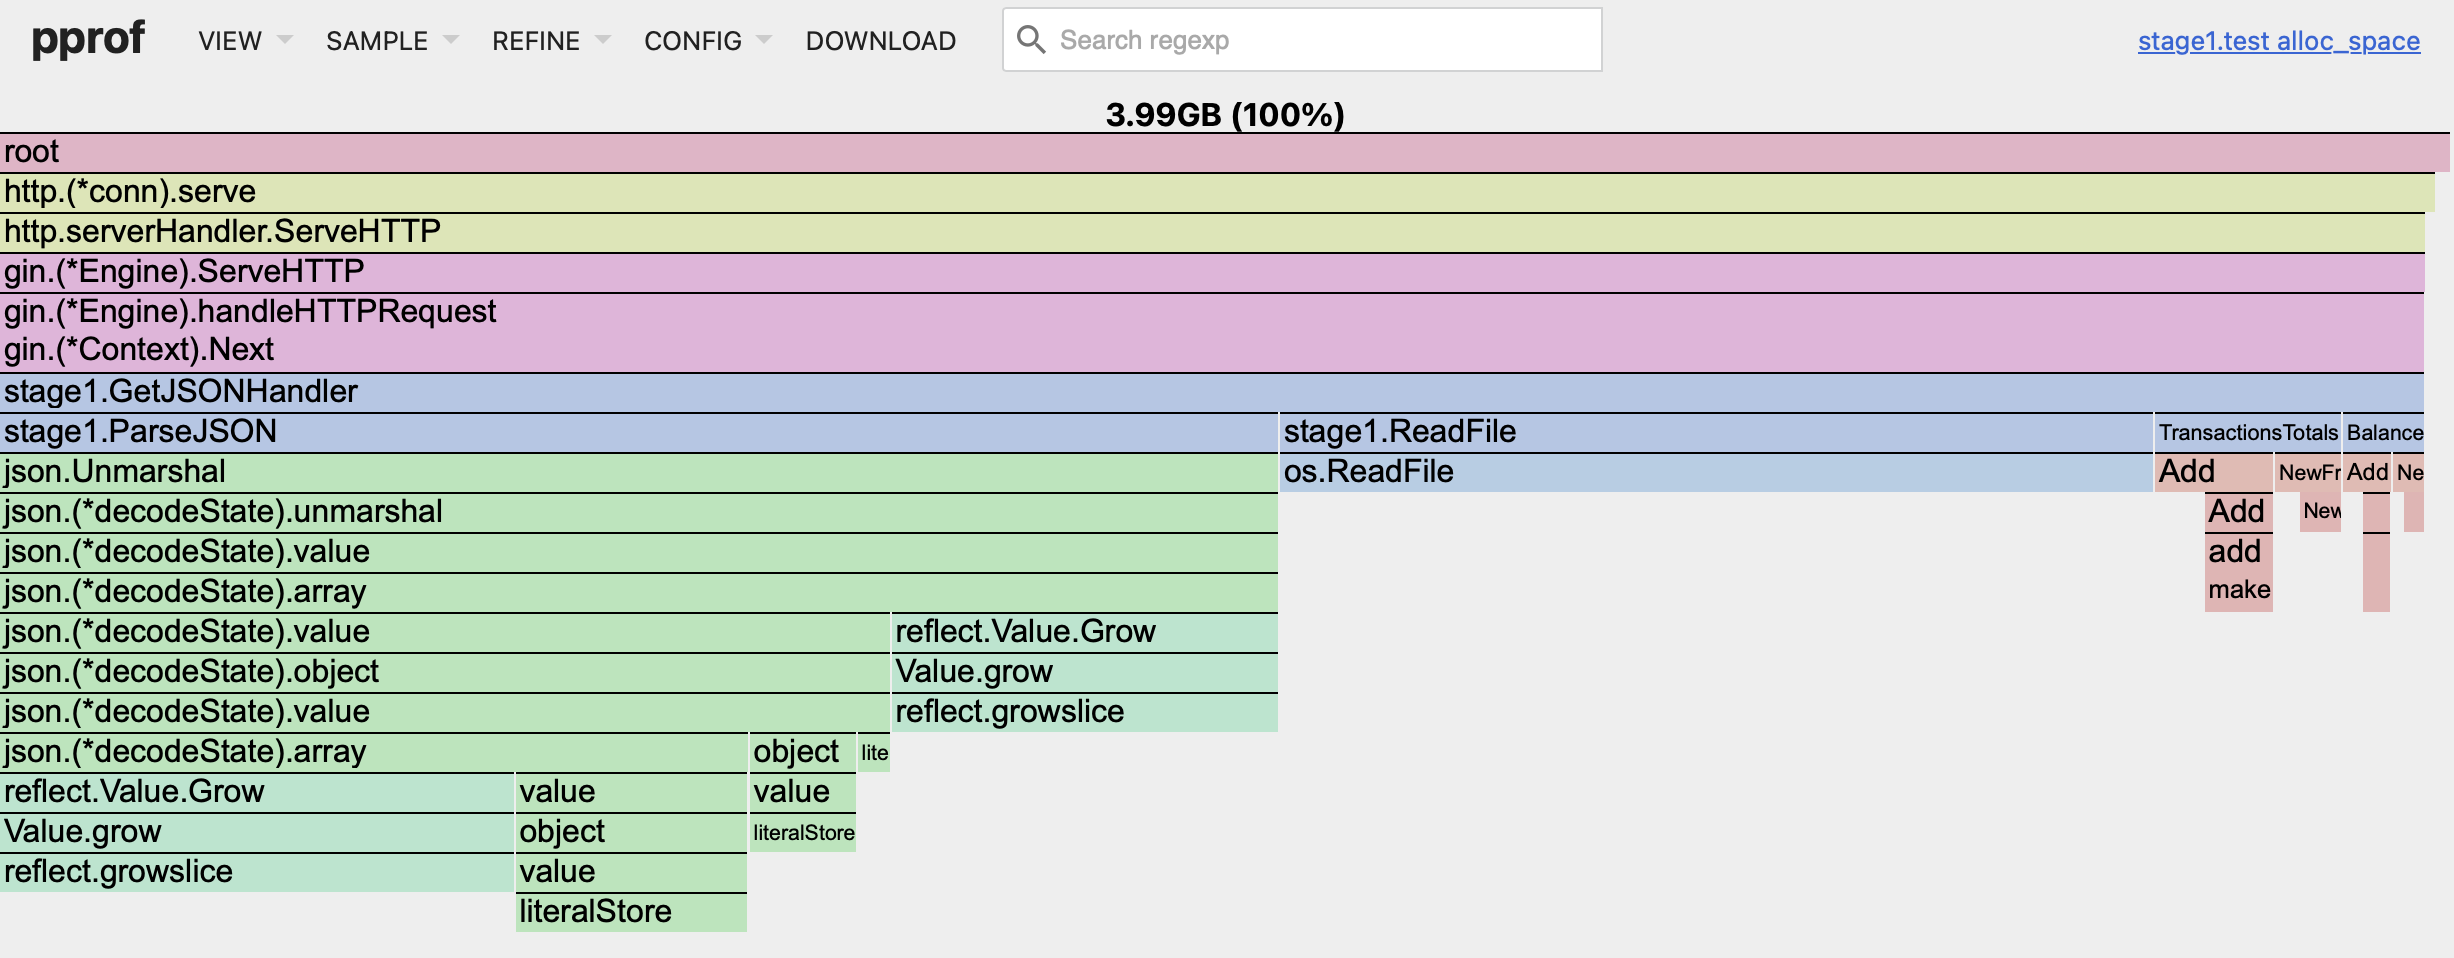 pprof VIEW SAMPLE REFINE CONFIG DOWNLOAD Search regexp stage1.test alloc_space
3.99GB (100%)
root
http.(*conn).serve
http.serverHandler.ServeHTTP
gin.(*Engine).ServeHTTP
gin.(*Engine).handleHTTPRequest
gin.(*Context).Next
stage1.GetJSONHandler
stage1.ParseJSON stage1.ReadFile TransactionsTotals Balance
json.Unmarshal os.ReadFile Add NewFr Add Ne
json.(*decodeState).unmarshal Add New
json.(*decodeState).value add
json.(*decodeState).array make
json.(*decodeState).value reflect.Value.Grow
json.(*decodeState).object Value.grow
json.(*decodeState).value reflect.growslice
json.(*decodeState).array object lite
reflect.Value.Grow value value
Value.grow object literalStore
reflect.growslice value
literalStore